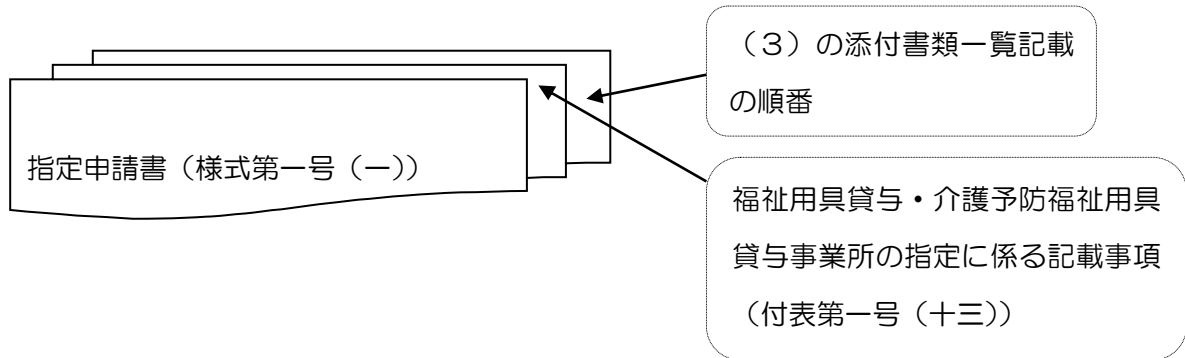 （３）の添付書類一覧記載
の順番
指定申請書（様式第一号（一））
福祉用具貸与・介護予防福祉用具
貸与事業所の指定に係る記載事項
（付表第一号（十三））